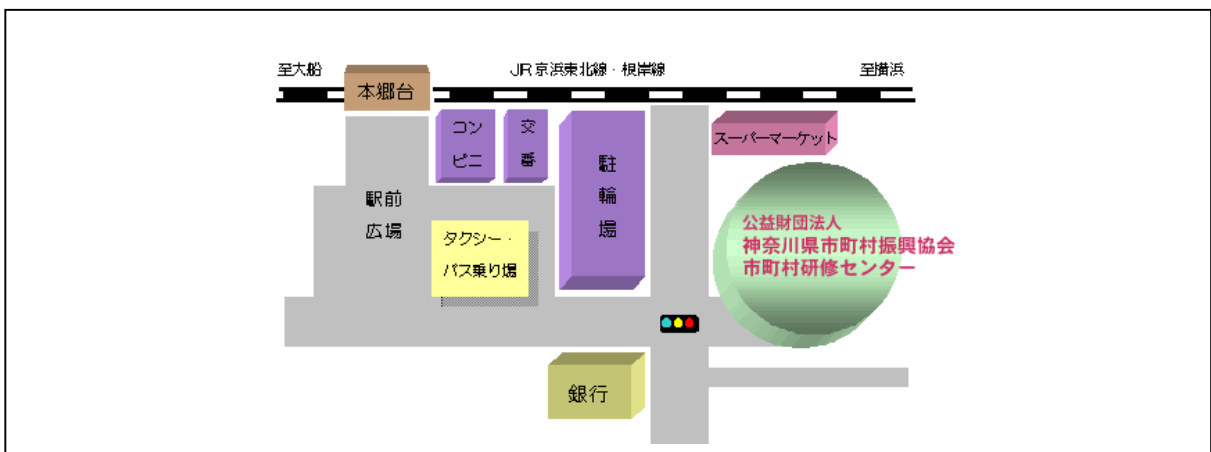 至大船
JR京浜東北線・根岸線
至横浜
本郷台
コン
ビニ
交
番
駐
輪
場
スーパーマーケット
駅前
広場
タクシー・
バス乗り場
公益財団法人
神奈川県市町村振興協会
市町村研修センター
銀行